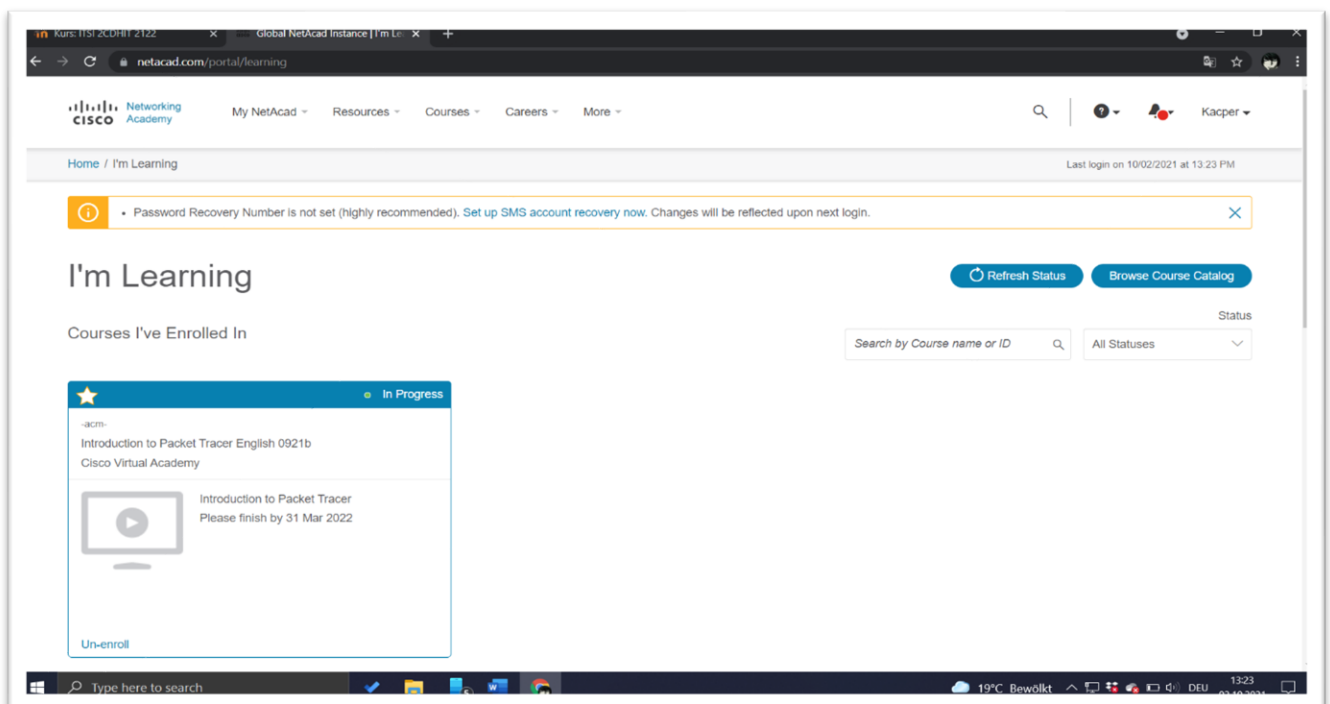 Kurs: ITSI 2CDHIT 2122
Global NetAcad Instance | I'm Le
netacad.com/portal/learning
CISCO Networking Academy
My NetAcad
Resources
Courses
Careers
More
Kacper
Home / I'm Learning
Last login on 10/02/2021 at 13:23 PM
• Password Recovery Number is not set (highly recommended). Set up SMS account recovery now. Changes will be reflected upon next login.
I'm Learning
Refresh Status
Browse Course Catalog
Courses I've Enrolled In
Status
Search by Course name or ID
All Statuses
In Progress
-acm-
Introduction to Packet Tracer English 0921b
Cisco Virtual Academy
Introduction to Packet Tracer
Please finish by 31 Mar 2022
Un-enroll
Type here to search
19°C Bewölkt
DEU
13:23